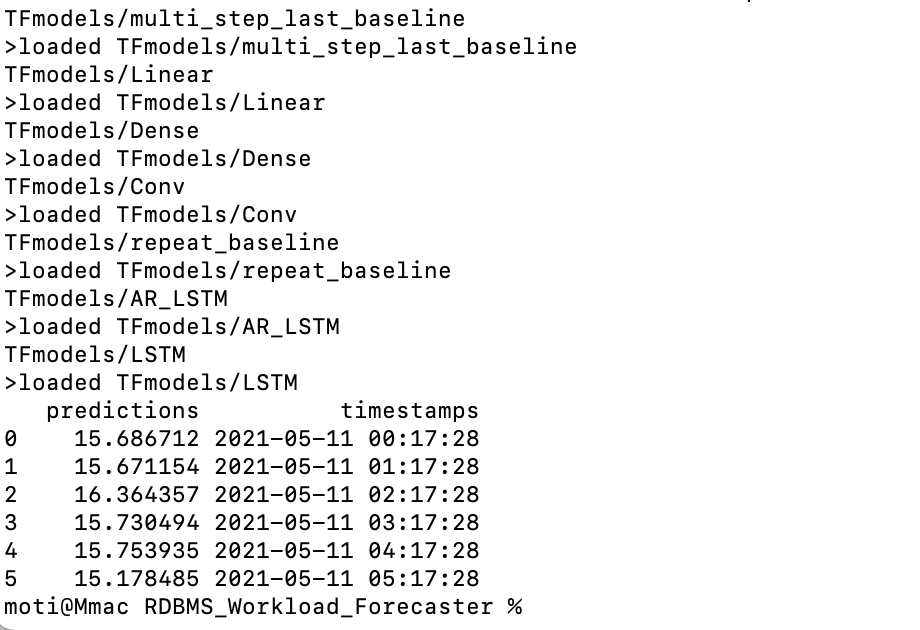 TFmodels/multi_step_last_baseline
>loaded TFmodels/multi_step_last_baseline
TFmodels/Linear
>loaded TFmodels/Linear
TFmodels/Dense
>loaded TFmodels/Dense
TFmodels/Conv
>loaded TFmodels/Conv
TFmodels/repeat_baseline
>loaded TFmodels/repeat_baseline
TFmodels/AR_LSTM
>loaded TFmodels/AR_LSTM
TFmodels/LSTM
>loaded TFmodels/LSTM
   predictions          timestamps
0    15.686712 2021-05-11 00:17:28
1    15.671154 2021-05-11 01:17:28
2    16.364357 2021-05-11 02:17:28
3    15.730494 2021-05-11 03:17:28
4    15.753935 2021-05-11 04:17:28
5    15.178485 2021-05-11 05:17:28
moti@Mmac RDBMS_Workload_Forecaster %